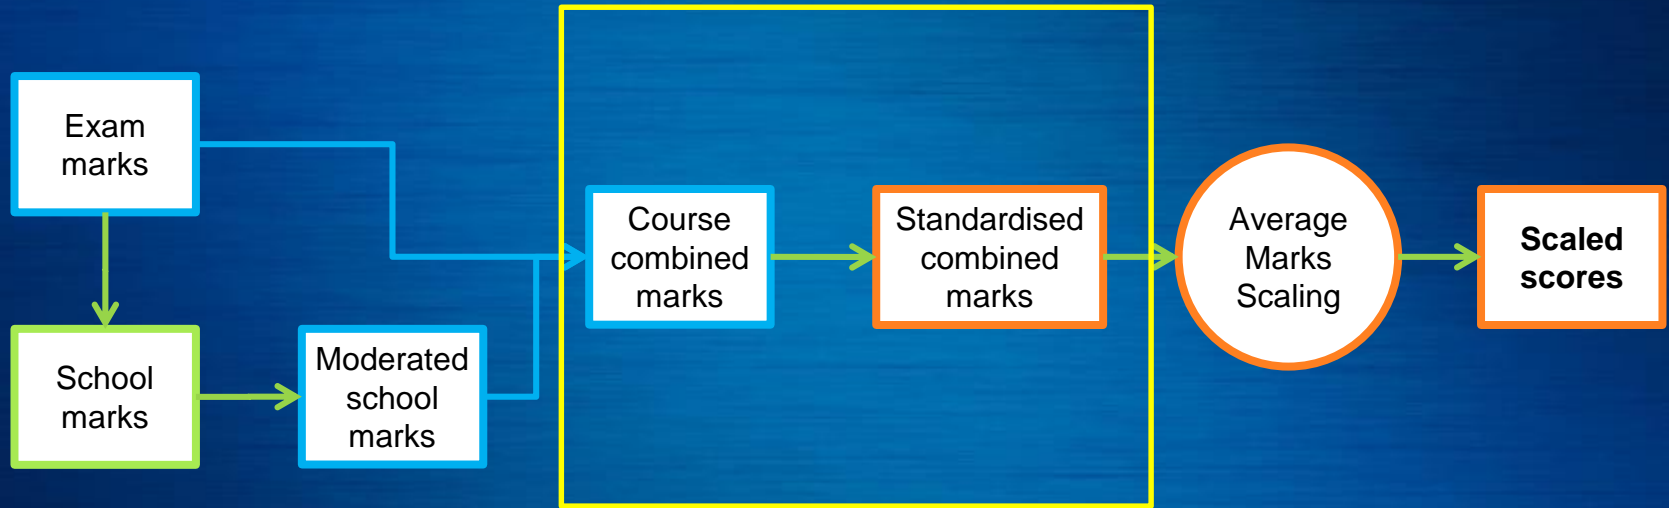 Exam
marks
School
marks
Moderated
school
marks
Course
combined
marks
Standardised
combined
marks
Average
Marks
Scaling
Scaled
scores